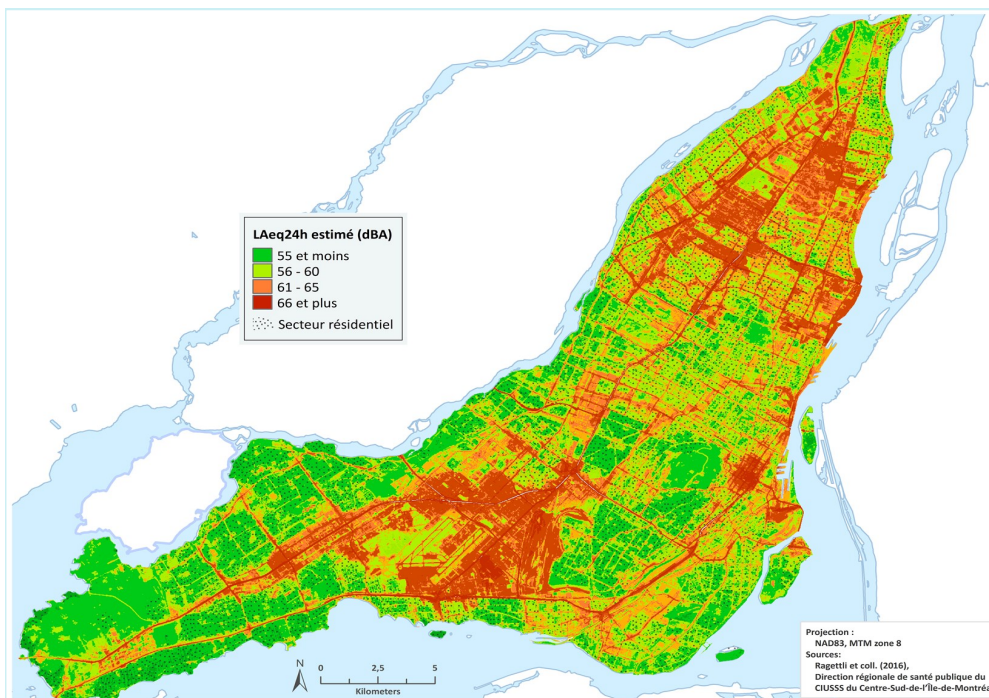 LAeq24h estimé (dBA)
55 et moins
56 - 60
61 - 65
66 et plus
Secteur résidentiel
N
0 2,5 5
Kilometers
Projection :
NAD83, MTM zone 8
Sources:
Ragettli et coll. (2016),
Direction régionale de santé publique du
CIUSSS du Centre-Sud-de-l'Île-de-Montré